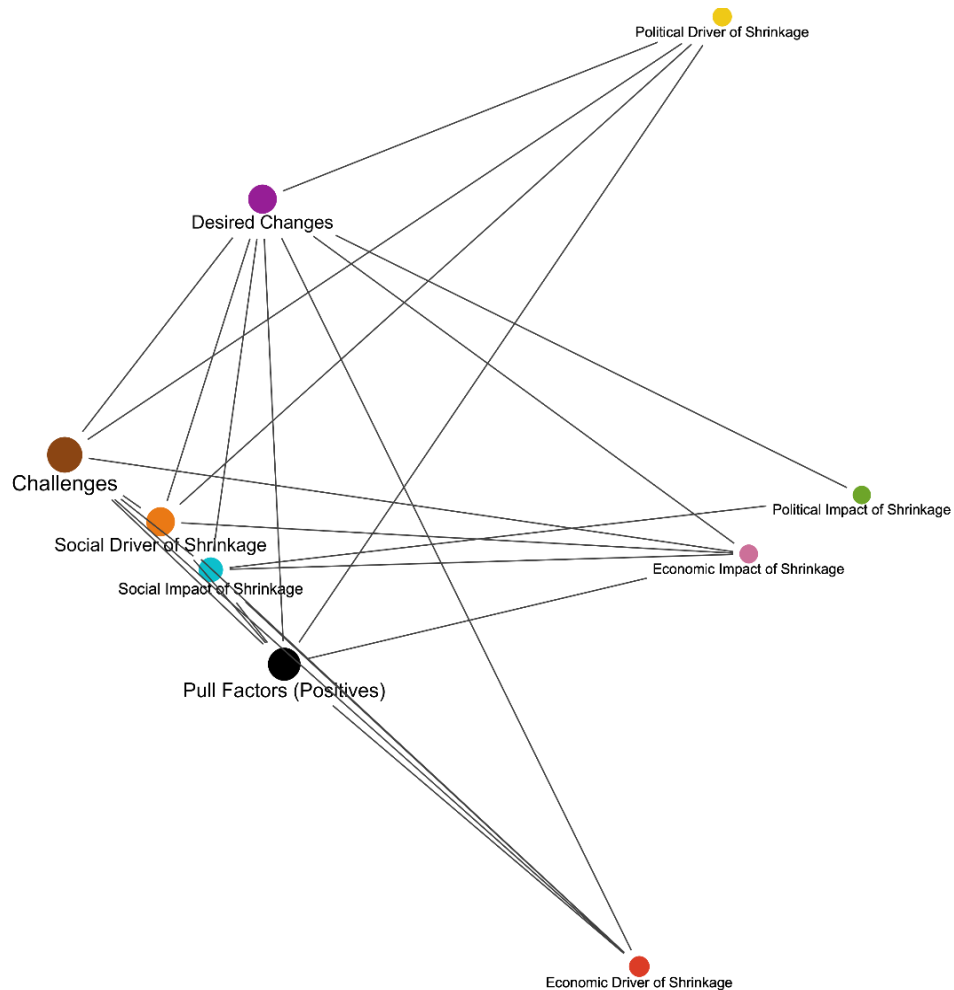 Political Driver of Shrinkage
Desired Changes
Challenges
Political Impact of Shrinkage
Social Driver of Shrinkage
Economic Impact of Shrinkage
Social Impact of Shrinkage
Pull Factors (Positives)
Economic Driver of Shrinkage